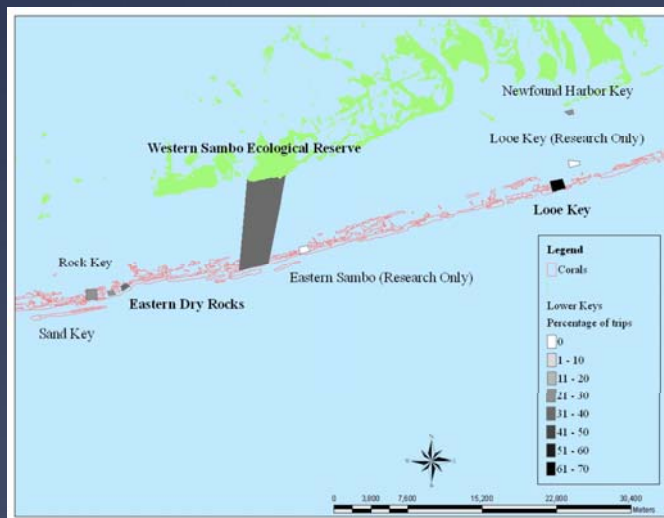 Newfound Harbor Key
Looe Key (Research Only)
Western Sambo Ecological Reserve
Looe Key
Rock Key
Eastern Sambo (Research Only)
Eastern Dry Rocks
Sand Key
Legend
Corals
Lower Keys
Percentage of trips
0
1 - 10
11 - 20
21 - 30
31 - 40
41 - 50
51 - 60
61 - 70
0 3,800 7,600 15,200 22,800 30,400
Meters